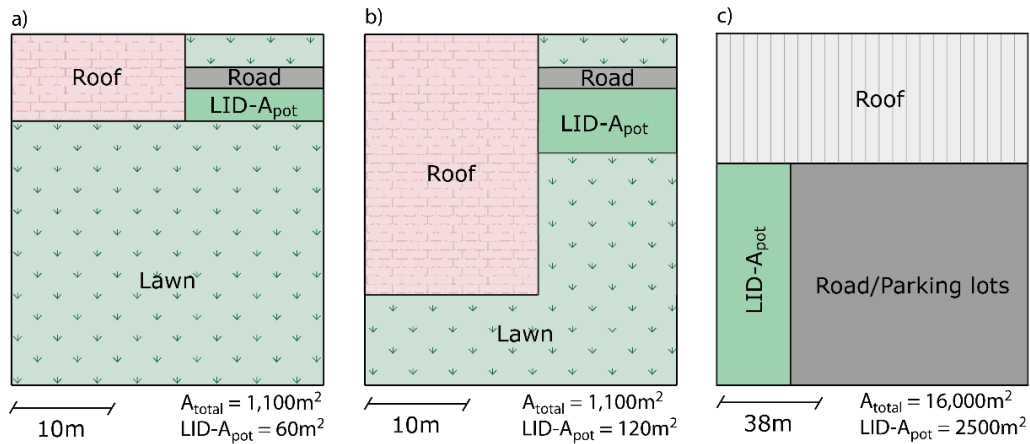 a)
Roof
Road
LID-Apot
Lawn
10m
Atotal = 1,100m²
LID-Apot = 60m²
b)
Roof
Road
LID-Apot
Lawn
10m
Atotal = 1,100m²
LID-Apot = 120m²
c)
Roof
LID-Apot
Road/Parking lots
38m
Atotal = 16,000m²
LID-Apot = 2500m²